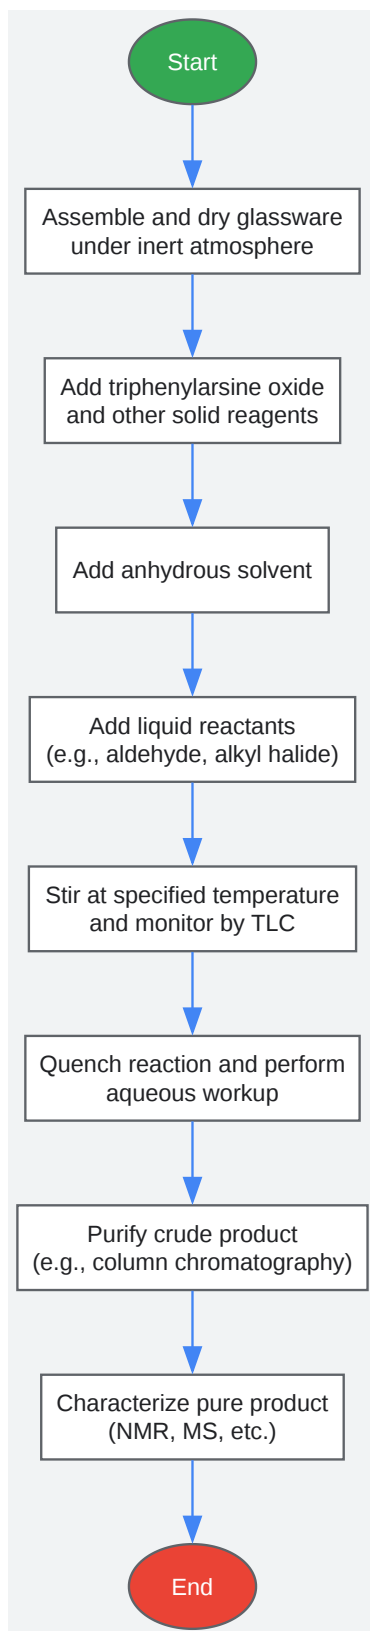 Start
Assemble and dry glassware
under inert atmosphere
Add triphenylarsine oxide
and other solid reagents
Add anhydrous solvent
Add liquid reactants
(e.g., aldehyde, alkyl halide)
Stir at specified temperature
and monitor by TLC
Quench reaction and perform
aqueous workup
Purify crude product
(e.g., column chromatography)
Characterize pure product
(NMR, MS, etc.)
End